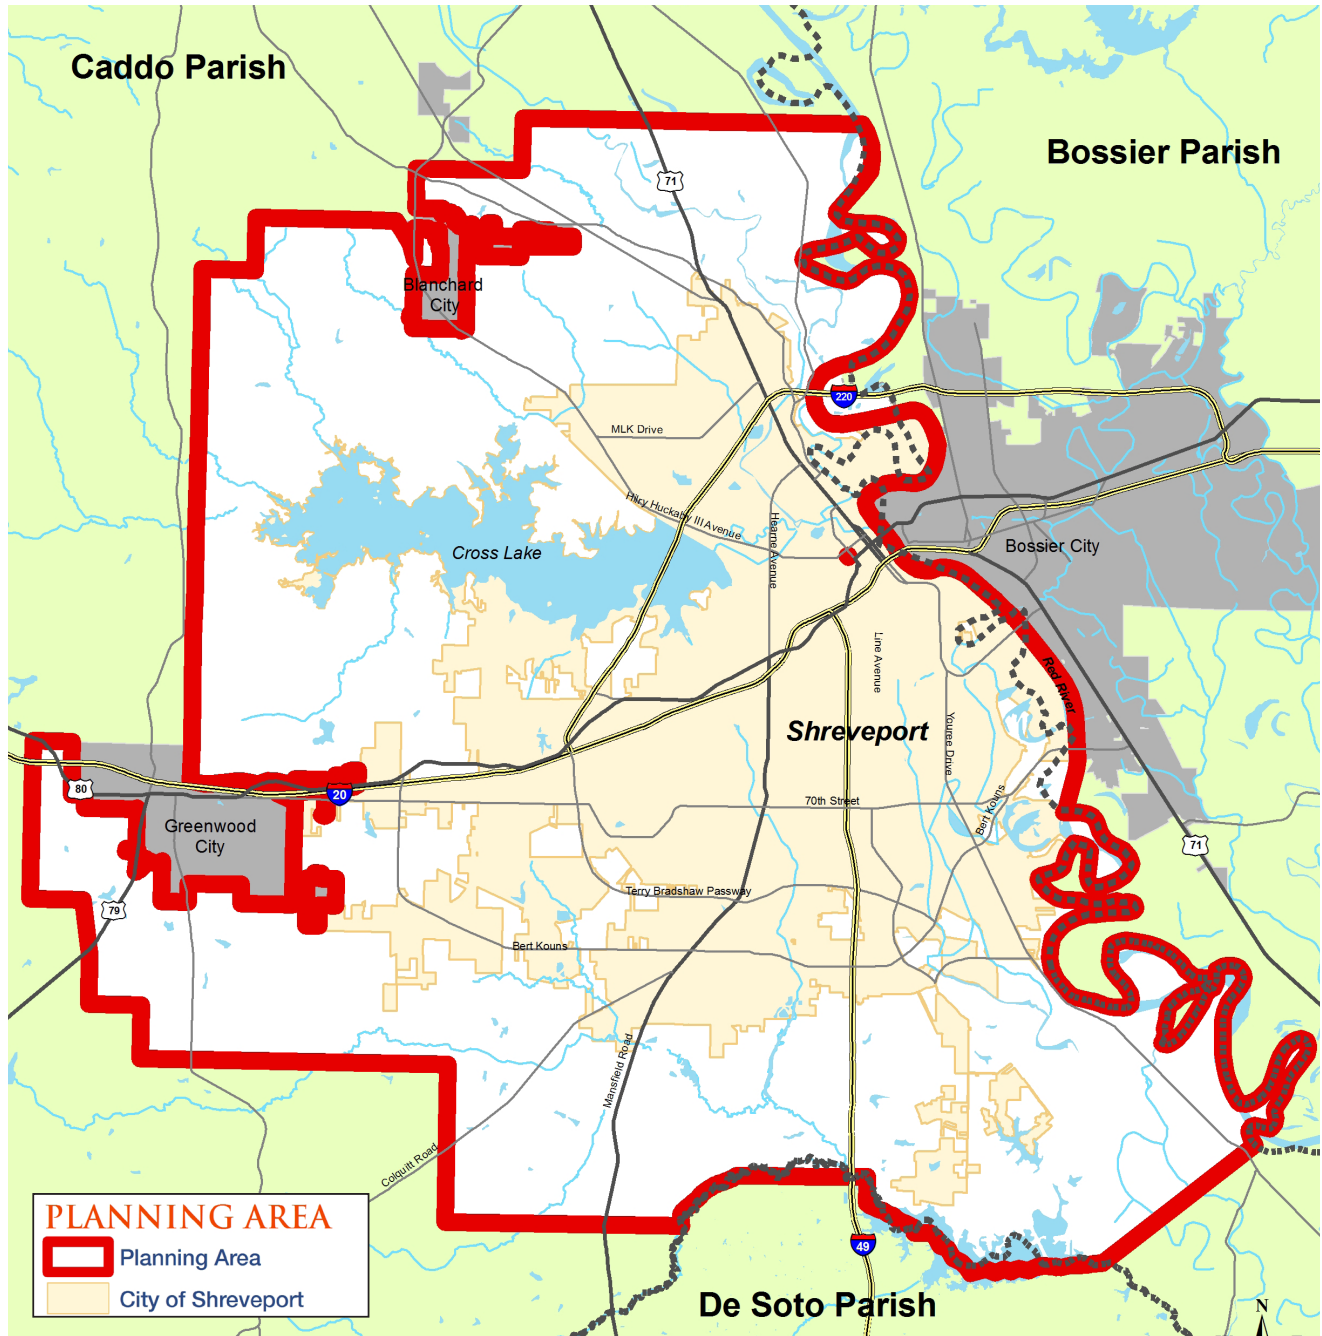 Caddo Parish
Bossier Parish
71
Blanchard
City
220
MLK Drive
Hilry Huckaby III Avenue
Hearne Avenue
Cross Lake
Bossier City
Line Avenue
Red River
Shreveport
Youree Drive
80
20
70th Street
Bert Kouns
Greenwood
City
71
Terry Bradshaw Passway
79
Bert Kouns
Mansfield Road
Colquitt Road
49
PLANNING AREA
Planning Area
City of Shreveport
De Soto Parish
N